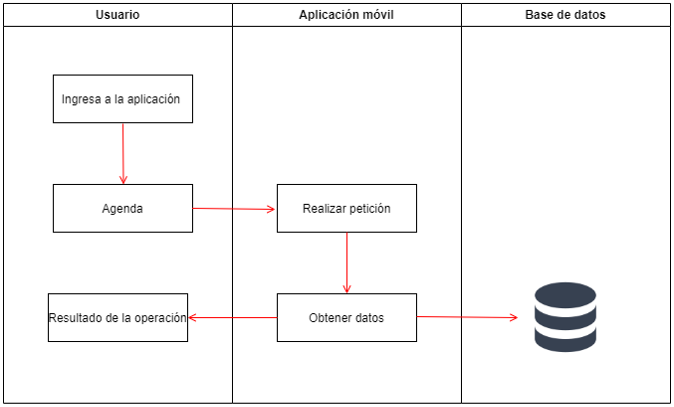 Usuario
Aplicación móvil
Base de datos
Ingresa a la aplicación
Agenda
Realizar petición
Resultado de la operación
Obtener datos